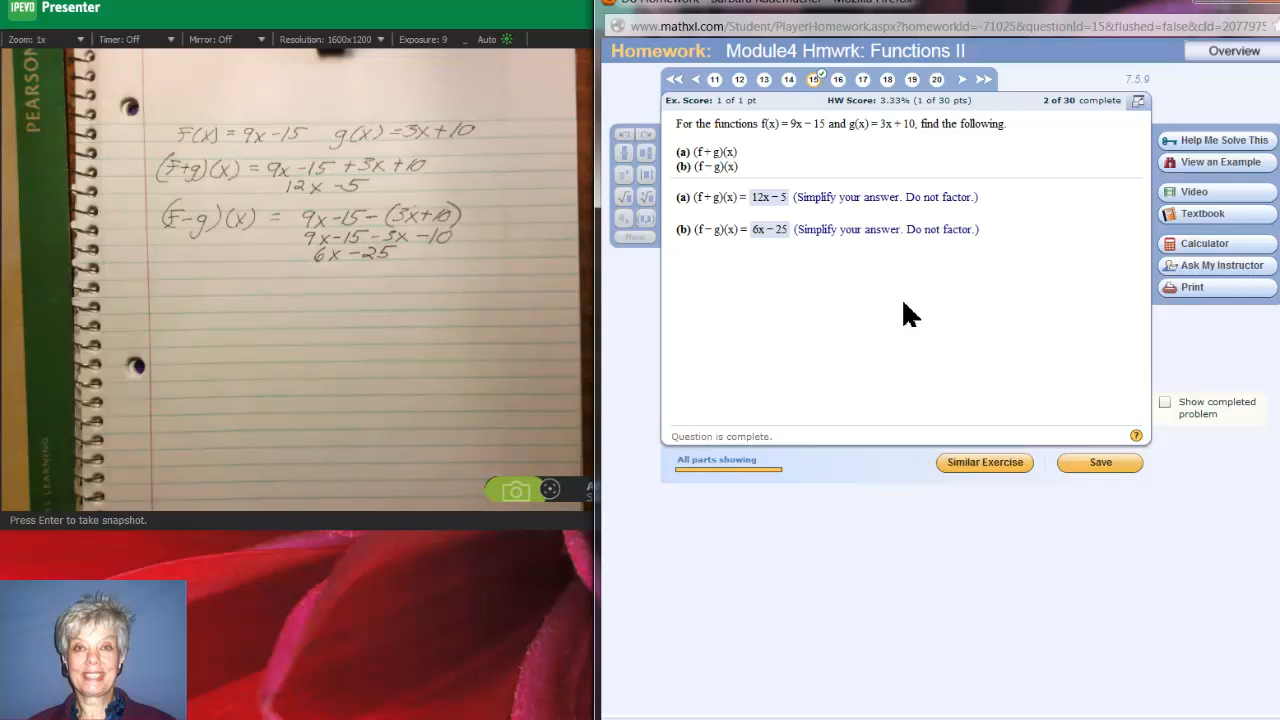 IPEVO Presenter
Zoom: 1x Timer: Off Mirror: Off Resolution: 1600x1200 Exposure: 9 Auto
PEARSON
F(x) = 9x-15 g(x) = 3x+10
(F+g)(x) = 9x-15 +3x+10
12x -5
(F-g)(x) = 9x-15-(3x+10)
9x-15-3x-10
6x -25
LEARNING
Press Enter to take snapshot.
www.mathxl.com/Student/PlayerHomework.aspx?homeworkId=-71025&questionId=15&flushed=false&cId=2077975
Homework: Module4 Hmwrk: Functions II
Overview
11 12 13 14 15 16 17 18 19 20
7.5.9
Ex. Score: 1 of 1 pt HW Score: 3.33% (1 of 30 pts) 2 of 30 complete
For the functions f(x) = 9x − 15 and g(x) = 3x + 10, find the following.
(a) (f + g)(x)
(b) (f − g)(x)
(a) (f + g)(x) = 12x − 5 (Simplify your answer. Do not factor.)
(b) (f − g)(x) = 6x − 25 (Simplify your answer. Do not factor.)
Question is complete.
All parts showing
Similar Exercise
Save
More
Help Me Solve This
View an Example
Video
Textbook
Calculator
Ask My Instructor
Print
Show completed
problem